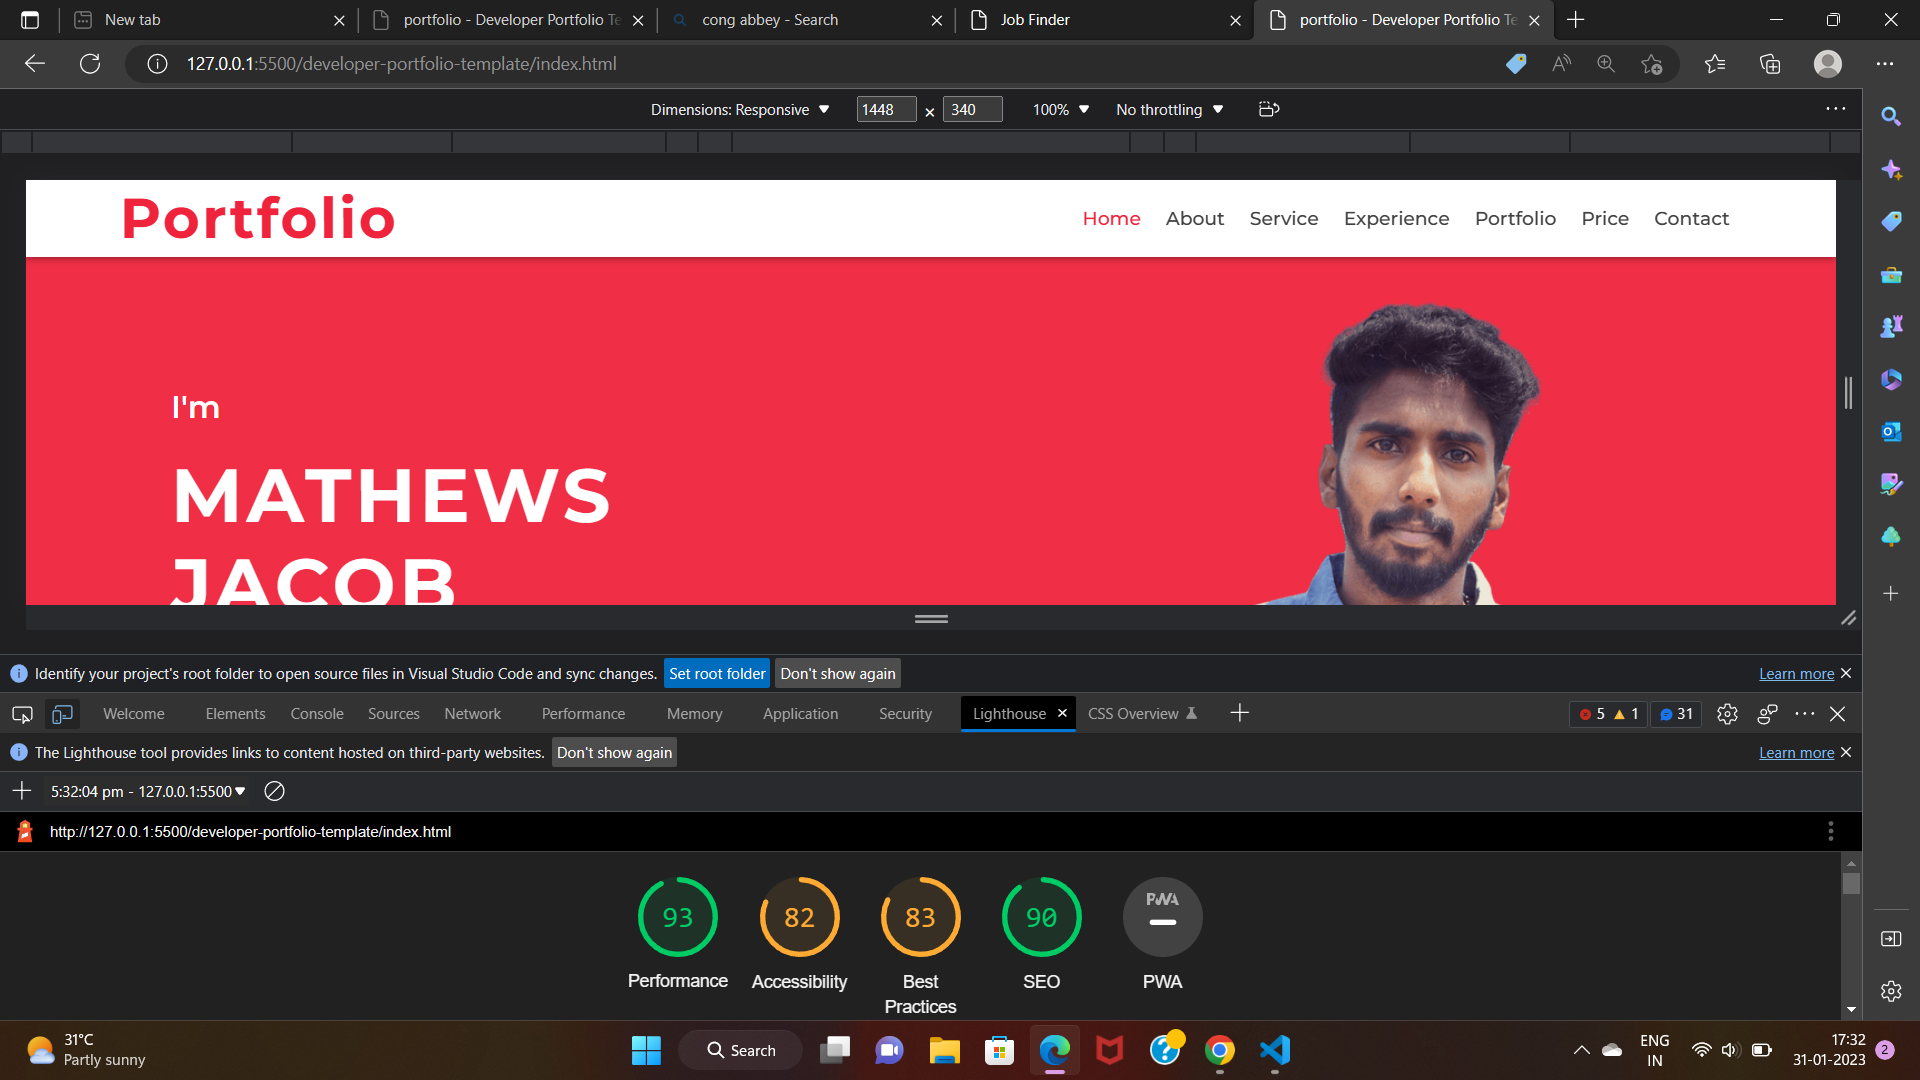 New tab
portfolio - Developer Portfolio Te
cong abbey - Search
Job Finder
portfolio - Developer Portfolio Te
127.0.0.1:5500/developer-portfolio-template/index.html
Dimensions: Responsive 1448 × 340 100% No throttling
Portfolio
Home About Service Experience Portfolio Price Contact
I'm
MATHEWS
JACOB
Identify your project's root folder to open source files in Visual Studio Code and sync changes. Set root folder Don't show again Learn more
Welcome Elements Console Sources Network Performance Memory Application Security Lighthouse CSS Overview 5 1 31
The Lighthouse tool provides links to content hosted on third-party websites. Don't show again Learn more
5:32:04 pm - 127.0.0.1:5500
http://127.0.0.1:5500/developer-portfolio-template/index.html
93 82 83 90 PWA
Performance Accessibility Best Practices SEO PWA
31°C
Partly sunny
Search
ENG
IN
17:32
31-01-2023
2